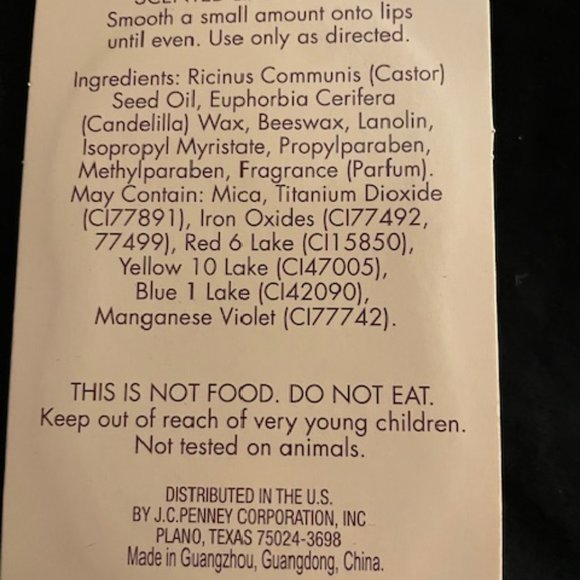 Smooth a small amount onto lips
until even. Use only as directed.
Ingredients: Ricinus Communis (Castor)
Seed Oil, Euphorbia Cerifera
(Candelilla) Wax, Beeswax, Lanolin,
Isopropyl Myristate, Propylparaben,
Methylparaben, Fragrance (Parfum).
May Contain: Mica, Titanium Dioxide
(CI77891), Iron Oxides (CI77492,
77499), Red 6 Lake (CI15850),
Yellow 10 Lake (CI47005),
Blue 1 Lake (CI42090),
Manganese Violet (CI77742).
THIS IS NOT FOOD. DO NOT EAT.
Keep out of reach of very young children.
Not tested on animals.
DISTRIBUTED IN THE U.S.
BY J.C.PENNEY CORPORATION, INC
PLANO, TEXAS 75024-3698
Made in Guangzhou, Guangdong, China.